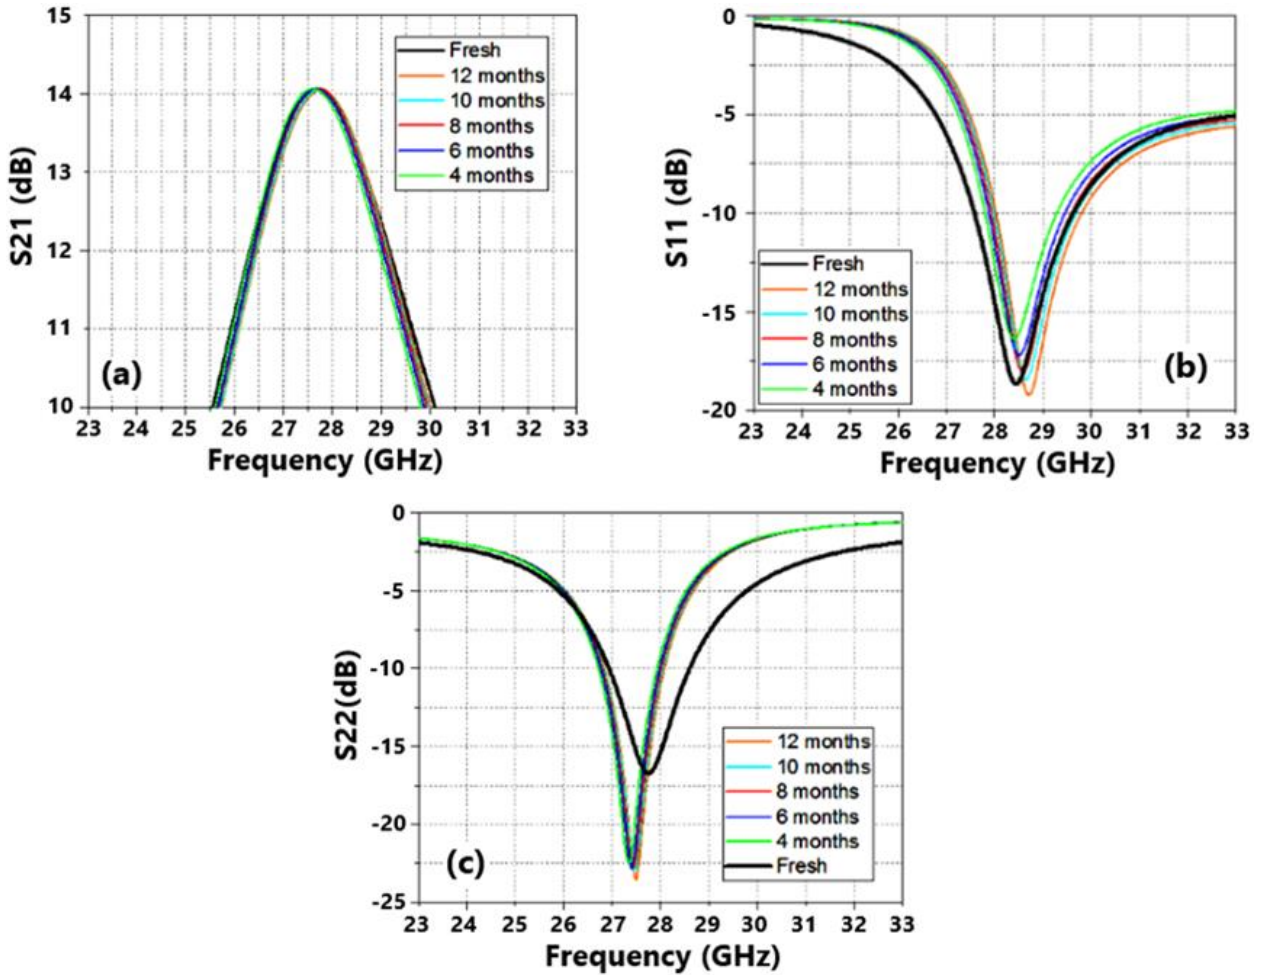 15
14
13
12
11
10
S21 (dB)
Fresh
12 months
10 months
8 months
6 months
4 months
(a)
23 24 25 26 27 28 29 30 31 32 33
Frequency (GHz)
0
-5
-10
-15
-20
S11 (dB)
Fresh
12 months
10 months
8 months
6 months
4 months
(b)
23 24 25 26 27 28 29 30 31 32 33
Frequency (GHz)
0
-5
-10
-15
-20
-25
S22(dB)
12 months
10 months
8 months
6 months
4 months
Fresh
(c)
23 24 25 26 27 28 29 30 31 32 33
Frequency (GHz)